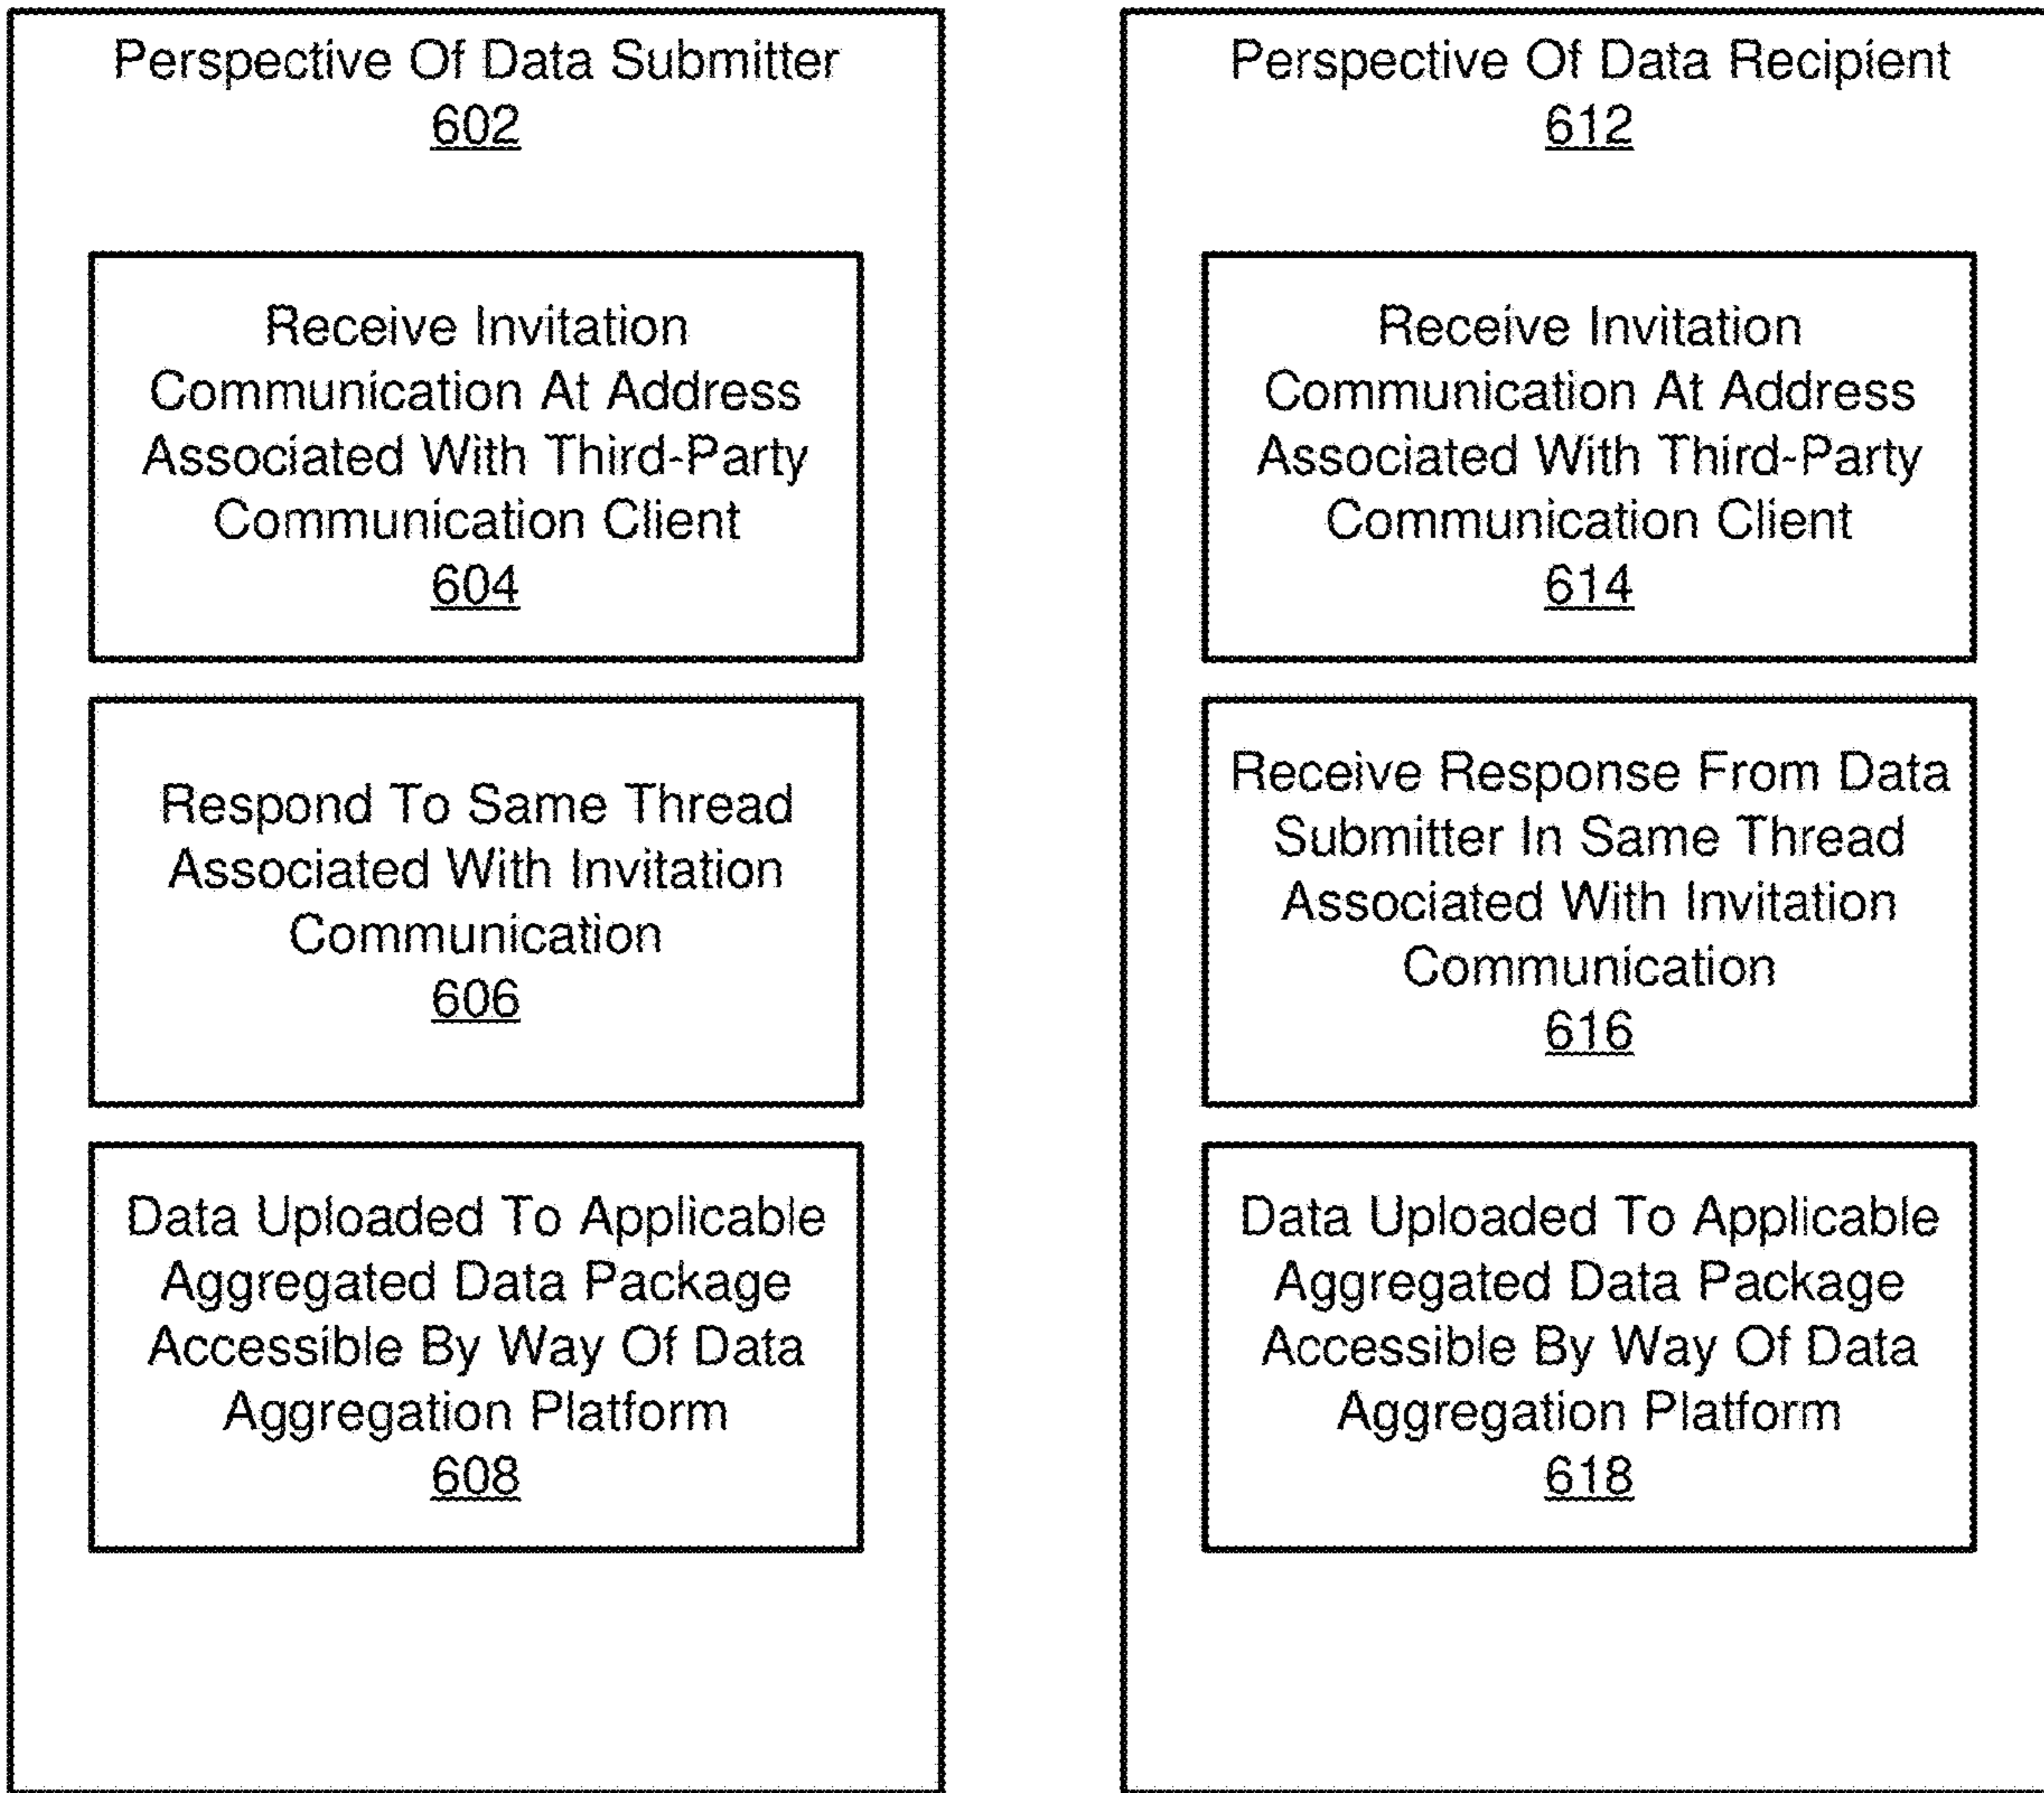 Perspective Of Data Submitter
602
Receive Invitation
Communication At Address
Associated With Third-Party
Communication Client
604
Respond To Same Thread
Associated With Invitation
Communication
606
Data Uploaded To Applicable
Aggregated Data Package
Accessible By Way Of Data
Aggregation Platform
608
Perspective Of Data Recipient
612
Receive Invitation
Communication At Address
Associated With Third-Party
Communication Client
614
Receive Response From Data
Submitter In Same Thread
Associated With Invitation
Communication
616
Data Uploaded To Applicable
Aggregated Data Package
Accessible By Way Of Data
Aggregation Platform
618